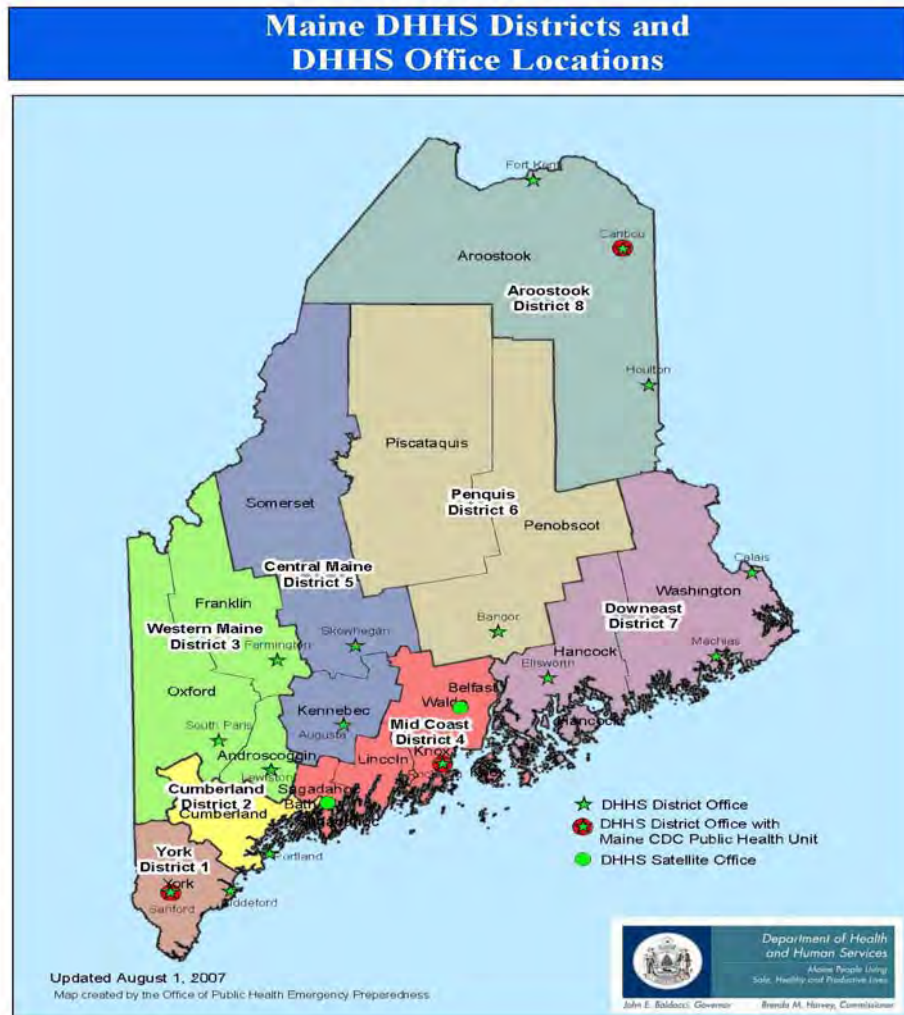 Maine DHHS Districts and
DHHS Office Locations
Fort Kent
Caribou
Aroostook
Aroostook
District 8
Houlton
Piscataquis
Somerset
Penquis
District 6
Penobscot
Calais
Central Maine
District 5
Washington
Franklin
Bangor
Downeast
District 7
Western Maine
District 3
Skowhegan
Machias
Farmington
Hancock
Ellsworth
Oxford
Belfast
Waldo
Kennebec
Hancock
South Paris
Augusta
Mid Coast
District 4
Androscoggin
Lincoln
Knox
Lewiston
Cumberland
District 2
Sagadahoc
Bath
Cumberland
DHHS District Office
DHHS District Office with
Maine CDC Public Health Unit
York
District 1
Portland
DHHS Satellite Office
York
Sanford
Biddeford
Department of Health
and Human Services
Maine People Living
Safe, Healthy and Productive Lives
Updated August 1, 2007
Map created by the Office of Public Health Emergency Preparedness
John E. Baldacci, Governor
Brenda M. Harvey, Commissioner